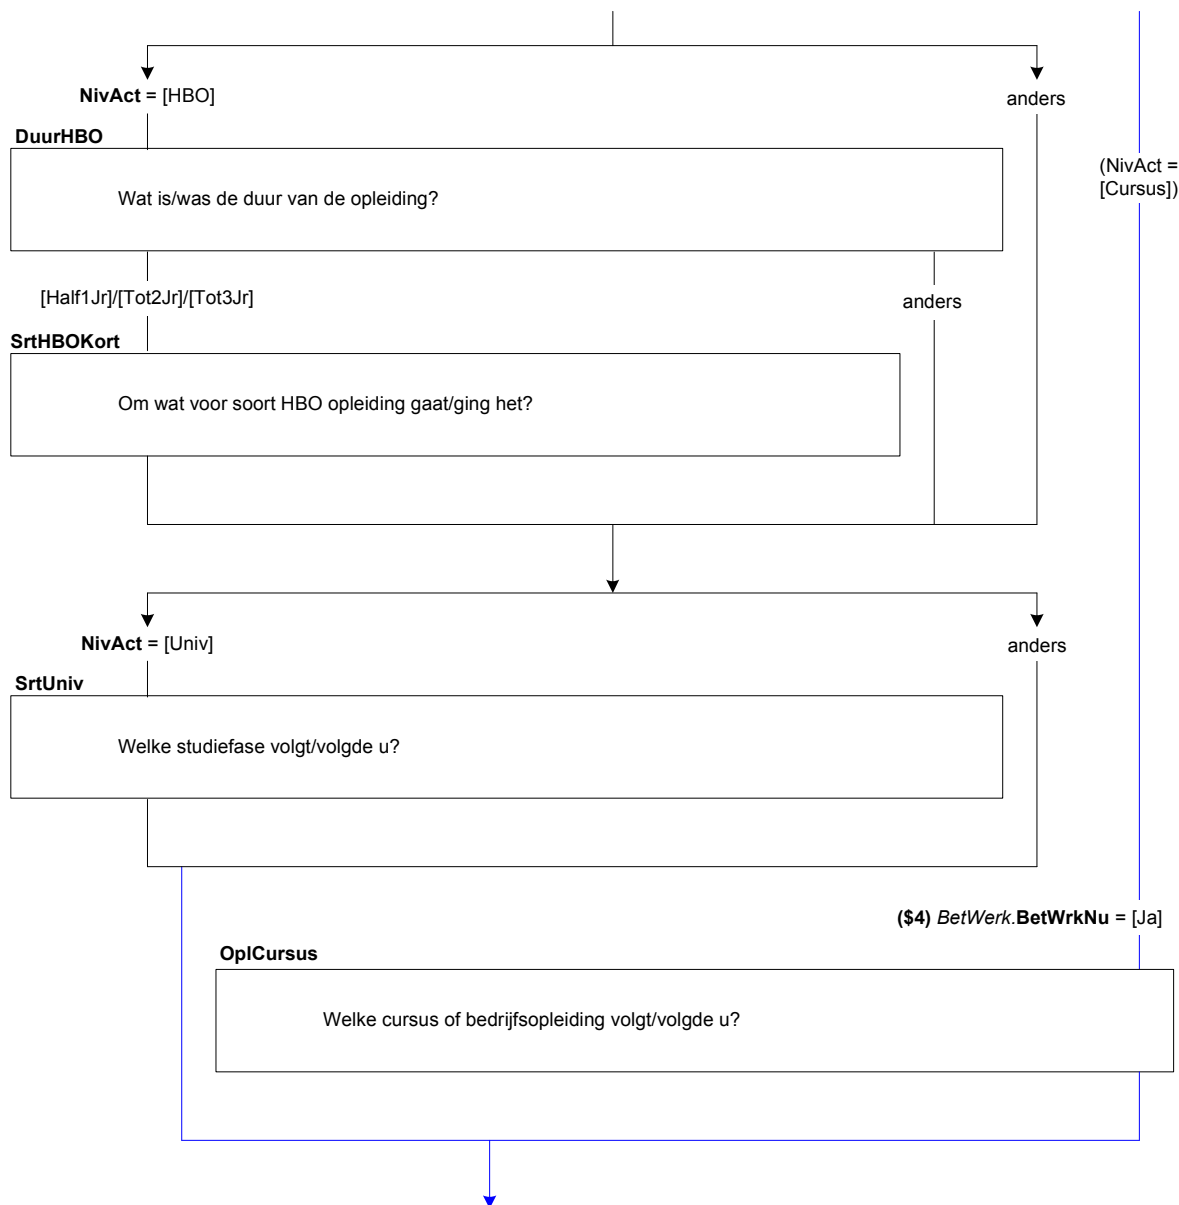 NivAct = [HBO]
anders
DuurHBO
(NivAct =
[Cursus])
Wat is/was de duur van de opleiding?
[Half1Jr]/[Tot2Jr]/[Tot3Jr]
anders
SrtHBOKort
Om wat voor soort HBO opleiding gaat/ging het?
NivAct = [Univ]
anders
SrtUniv
Welke studiefase volgt/volgde u?
($4) BetWerk.BetWrkNu = [Ja]
OplCursus
Welke cursus of bedrijfsopleiding volgt/volgde u?